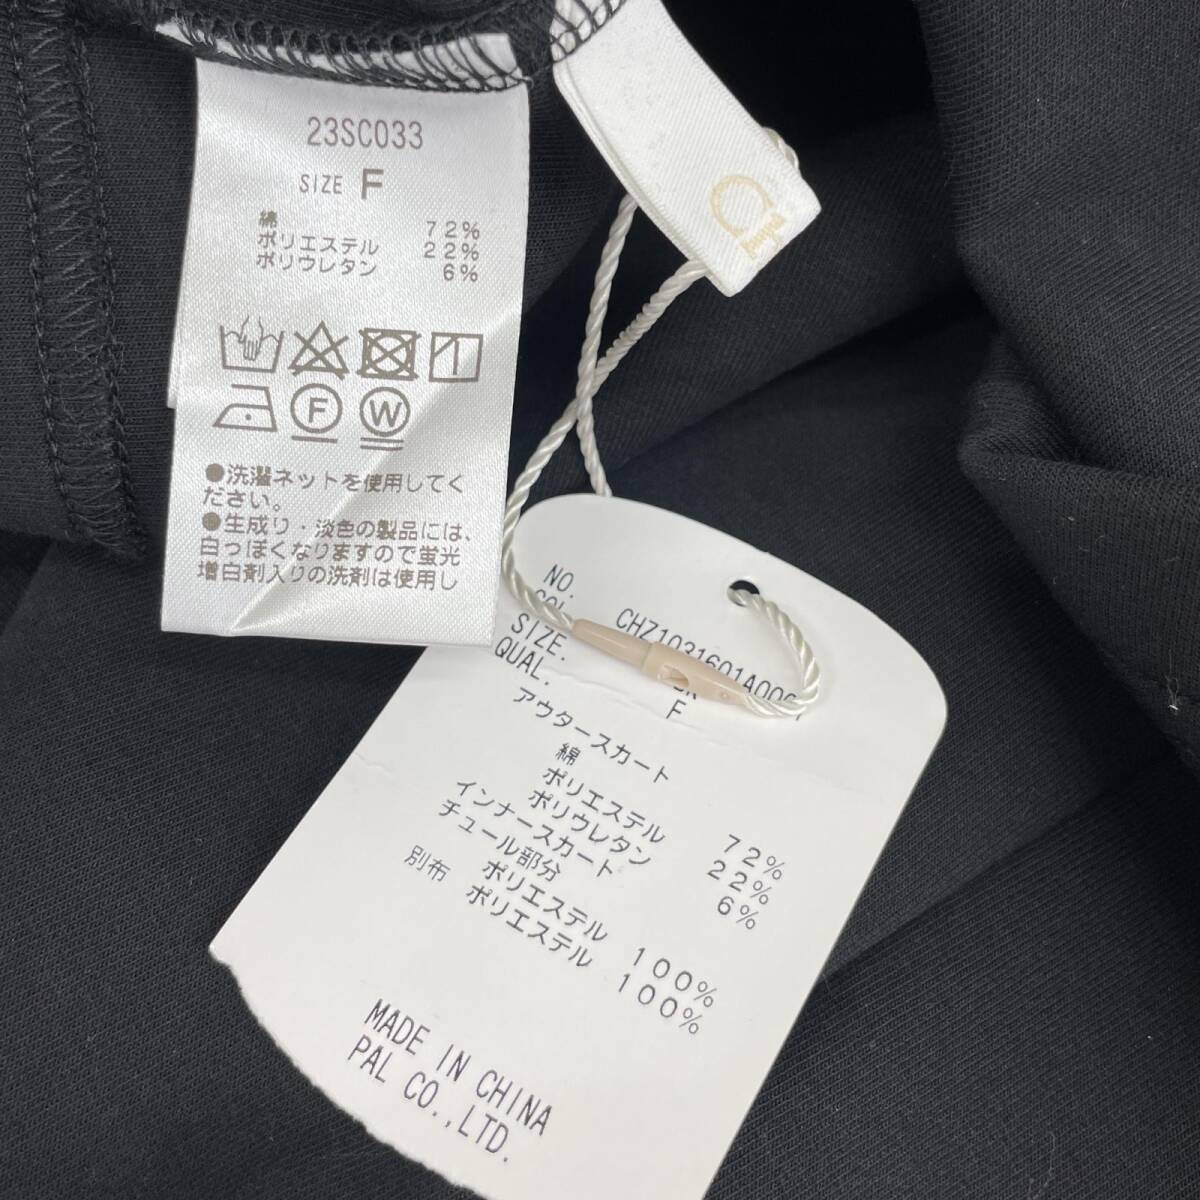 23SC033
SIZE F
綿 72%
ポリエステル 22%
ポリウレタン 6%
F W
●洗濯ネットを使用してく
ださい。
●生成り・淡色の製品には、
白っぽくなりますので蛍光
増白剤入りの洗剤は使用し
NO.
SIZE. F
QUAL.
アウタースカート
綿 72%
ポリエステル 22%
ポリウレタン 6%
インナースカート
チュール部分
ポリエステル 100%
別布 ポリエステル 100%
MADE IN CHINA
PAL CO.,LTD.